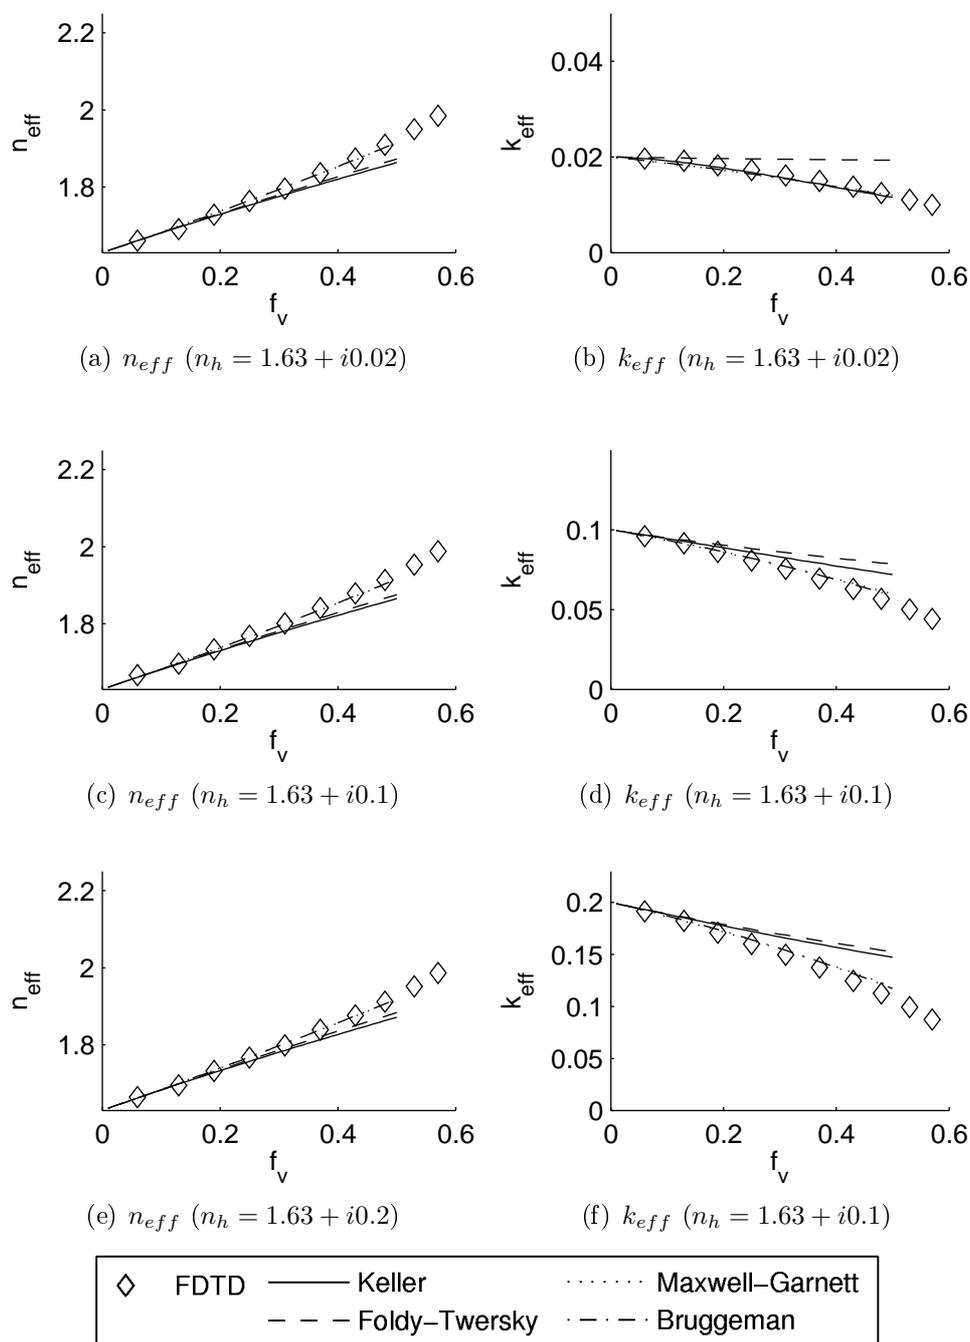 2.2
2
1.8
n_eff
0 0.2 0.4 0.6
f_v
(a) n_eff (n_h = 1.63 + i0.02)
0.04
0.02
0
k_eff
0 0.2 0.4 0.6
f_v
(b) k_eff (n_h = 1.63 + i0.02)
2.2
2
1.8
n_eff
0 0.2 0.4 0.6
f_v
(c) n_eff (n_h = 1.63 + i0.1)
0.1
0.05
0
k_eff
0 0.2 0.4 0.6
f_v
(d) k_eff (n_h = 1.63 + i0.1)
2.2
2
1.8
n_eff
0 0.2 0.4 0.6
f_v
(e) n_eff (n_h = 1.63 + i0.2)
0.2
0.15
0.1
0.05
0
k_eff
0 0.2 0.4 0.6
f_v
(f) k_eff (n_h = 1.63 + i0.1)
FDTD Keller Maxwell−Garnett
Foldy−Twersky Bruggeman